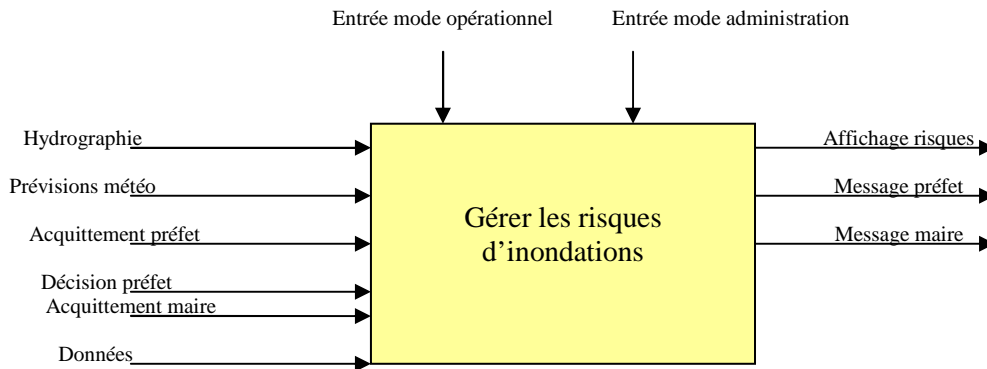 Entrée mode opérationnel
Entrée mode administration
Hydrographie
Prévisions météo
Acquittement préfet
Décision préfet
Acquittement maire
Données
Gérer les risques
d’inondations
Affichage risques
Message préfet
Message maire